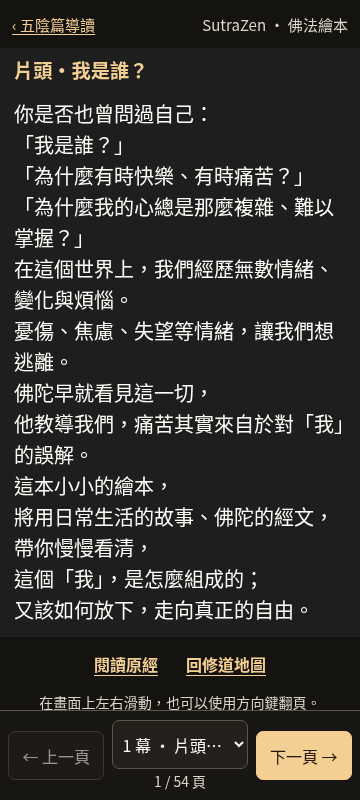 ‹ 五陰篇導讀
SutraZen · 佛法繪本
片頭・我是誰？
你是否也曾問過自己：
「我是誰？」
「為什麼有時快樂、有時痛苦？」
「為什麼我的心總是那麼複雜、難以
掌握？」
在這個世界上，我們經歷無數情緒、
變化與煩惱。
憂傷、焦慮、失望等情緒，讓我們想
逃離。
佛陀早就看見這一切，
他教導我們，痛苦其實來自於對「我」
的誤解。
這本小小的繪本，
將用日常生活的故事、佛陀的經文，
帶你慢慢看清，
這個「我」，是怎麼組成的；
又該如何放下，走向真正的自由。
閱讀原經
回修道地圖
在畫面上左右滑動，也可以使用方向鍵翻頁。
← 上一頁
1 幕 · 片頭…
下一頁 →
1 / 54 頁